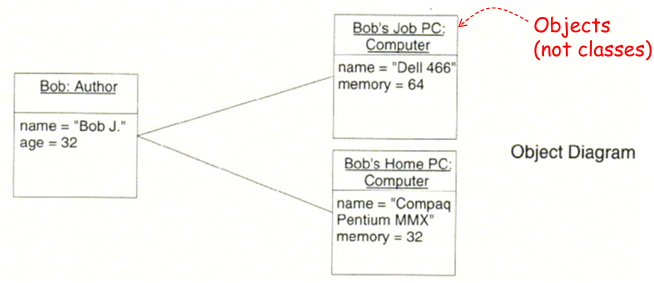 Bob's Job PC:
Computer
name = "Dell 466"
memory = 64
Objects
(not classes)
Bob: Author
name = "Bob J."
age = 32
Object Diagram
Bob's Home PC:
Computer
name = "Compaq
Pentium MMX"
memory = 32